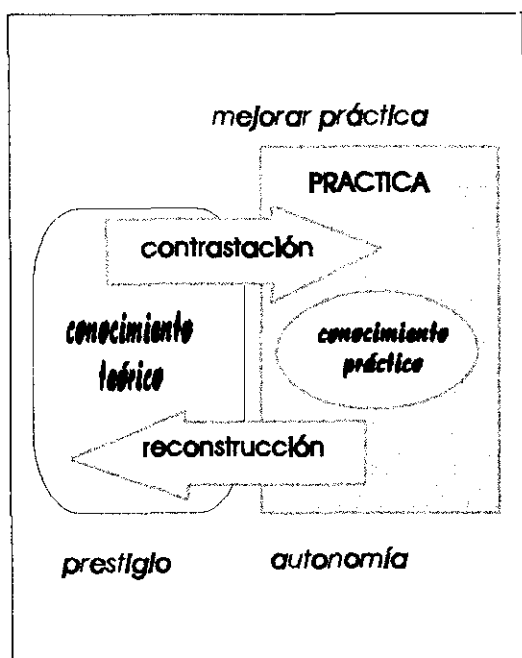 mejorar práctica
PRACTICA
contrastación
conocimiento
teórico
conocimiento
práctico
reconstrucción
prestigio
autonomía